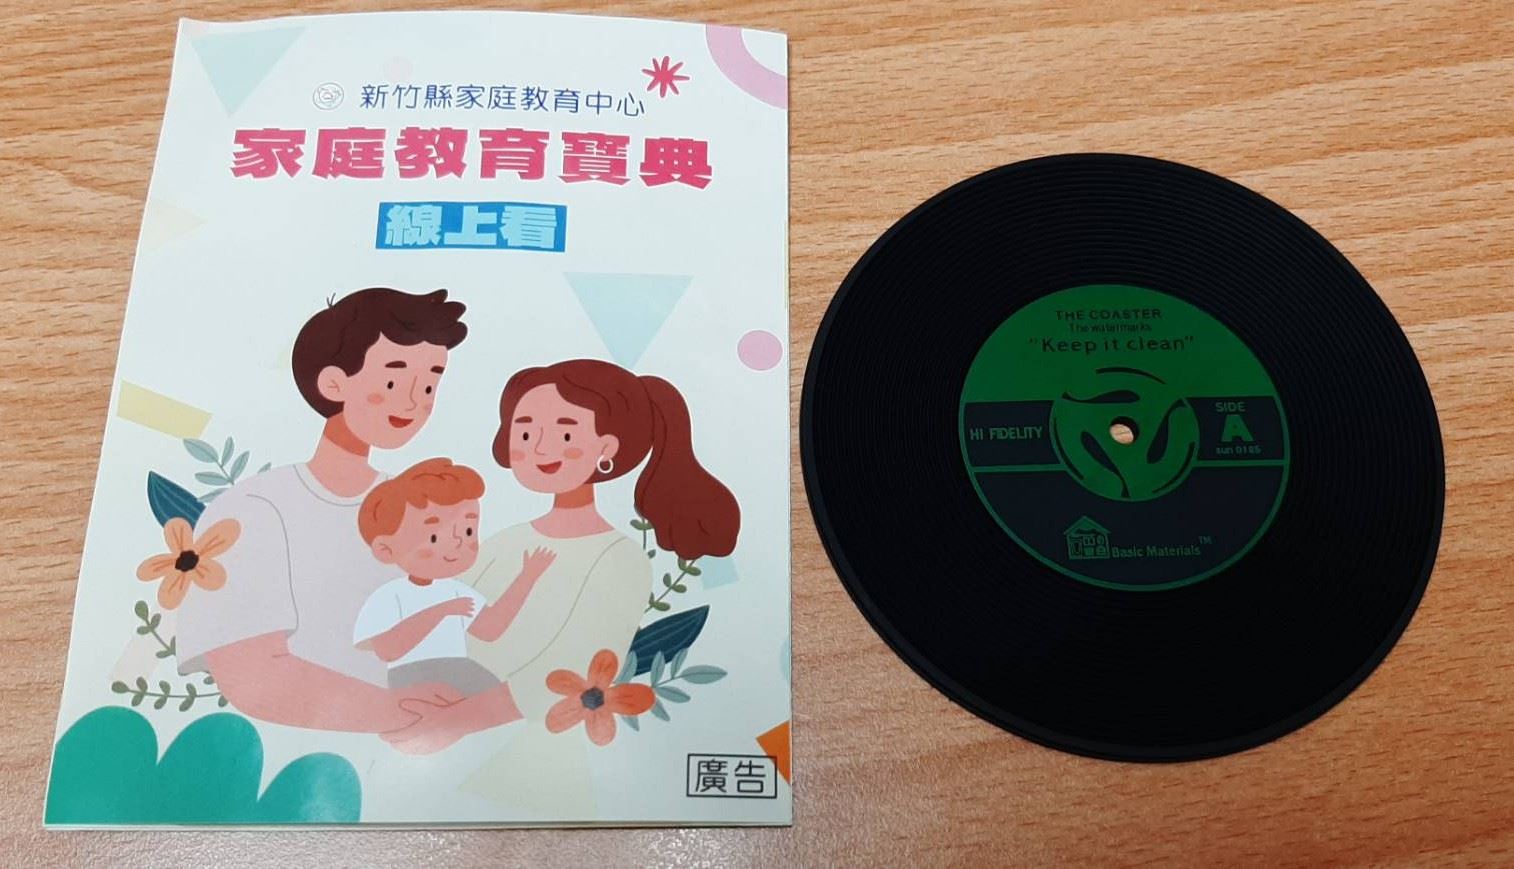 新竹縣家庭教育中心
家庭教育寶典
線上看
廣告
THE COASTER
The watermarks
"Keep it clean"
HI FIDELITY
SIDE
A
sun 0185
Basic Materials™